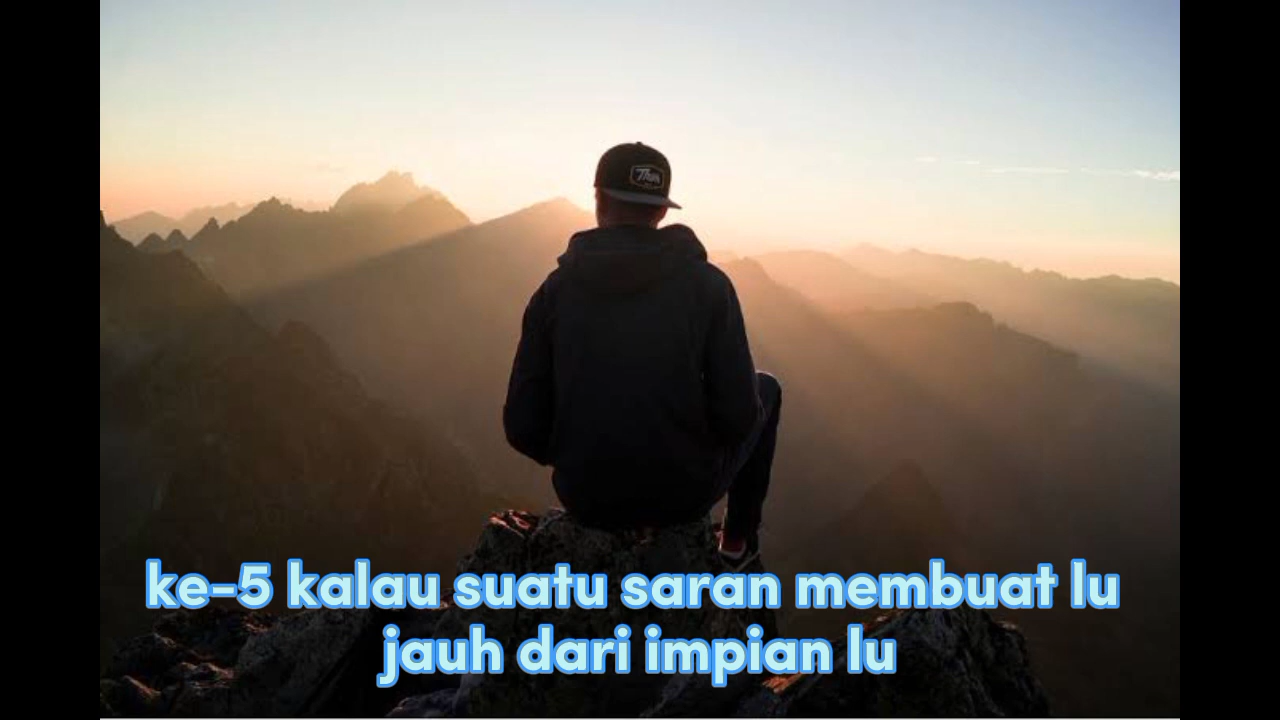 ke-5 kalau suatu saran membuat lu
jauh dari impian lu